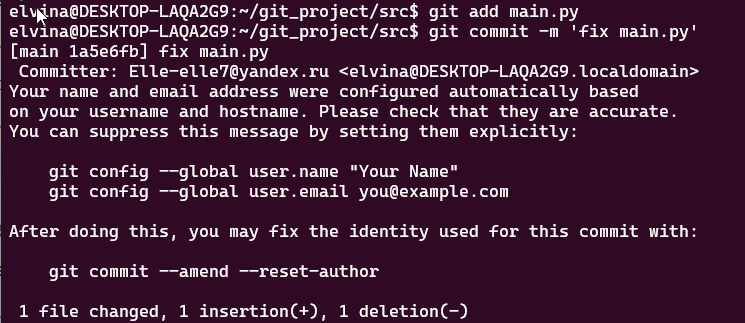 elvina@DESKTOP-LAQA2G9:~/git_project/src$ git add main.py
elvina@DESKTOP-LAQA2G9:~/git_project/src$ git commit -m 'fix main.py'
[main 1a5e6fb] fix main.py
 Committer: Elle-elle7@yandex.ru <elvina@DESKTOP-LAQA2G9.localdomain>
Your name and email address were configured automatically based
on your username and hostname. Please check that they are accurate.
You can suppress this message by setting them explicitly:

    git config --global user.name "Your Name"
    git config --global user.email you@example.com

After doing this, you may fix the identity used for this commit with:

    git commit --amend --reset-author

 1 file changed, 1 insertion(+), 1 deletion(-)